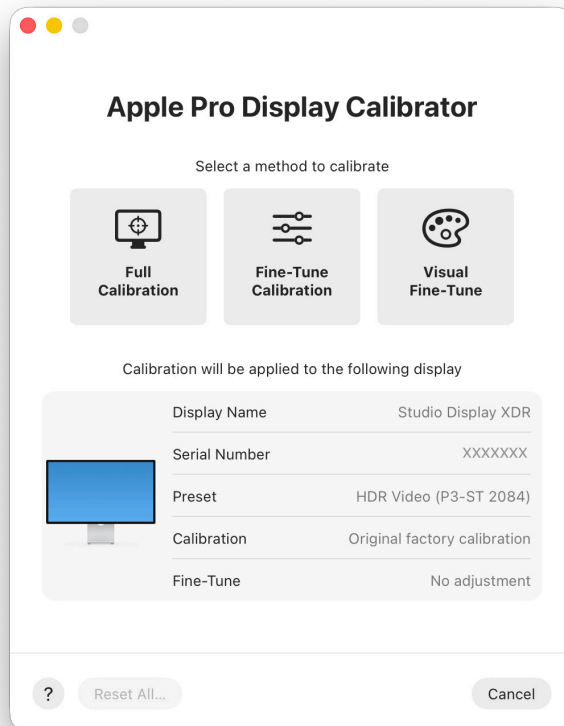 Apple Pro Display Calibrator
Select a method to calibrate
Full
Calibration
Fine-Tune
Calibration
Visual
Fine-Tune
Calibration will be applied to the following display
Display Name Studio Display XDR
Serial Number XXXXXXX
Preset HDR Video (P3-ST 2084)
Calibration Original factory calibration
Fine-Tune No adjustment
? Reset All... Cancel